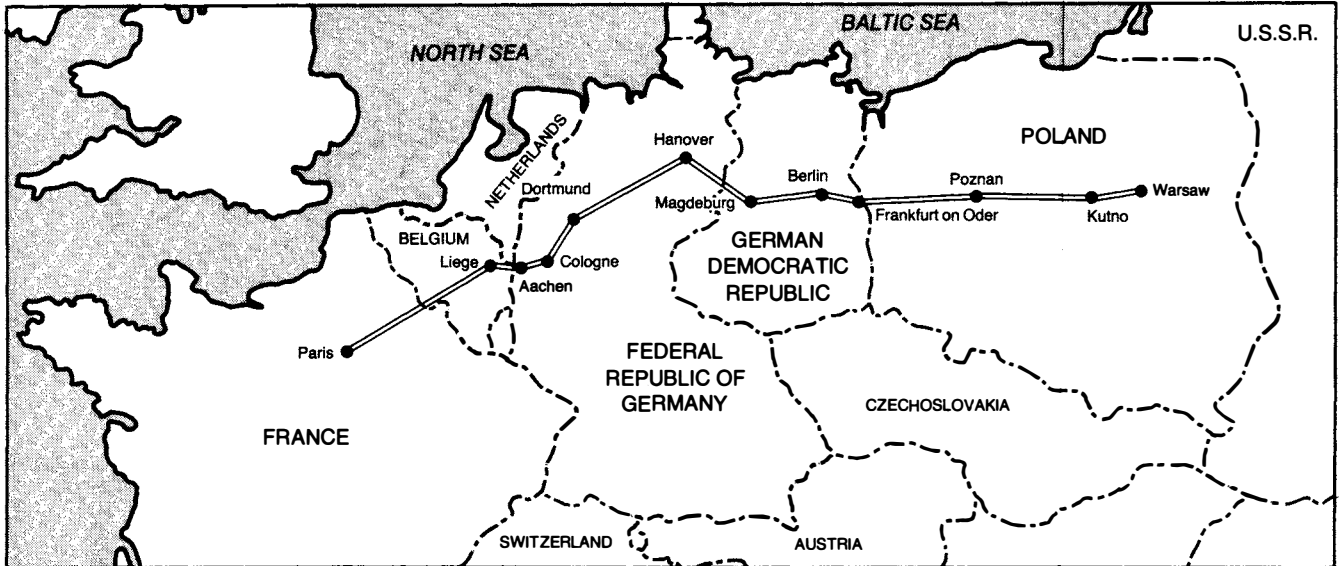 BALTIC SEA
U.S.S.R.
NORTH SEA
NETHERLANDS
Hanover
POLAND
Dortmund
Berlin
Poznan
Warsaw
Magdeburg
Frankfurt on Oder
Kutno
BELGIUM
GERMAN
DEMOCRATIC
REPUBLIC
Liege
Cologne
Aachen
Paris
FEDERAL
REPUBLIC OF
GERMANY
CZECHOSLOVAKIA
FRANCE
SWITZERLAND
AUSTRIA